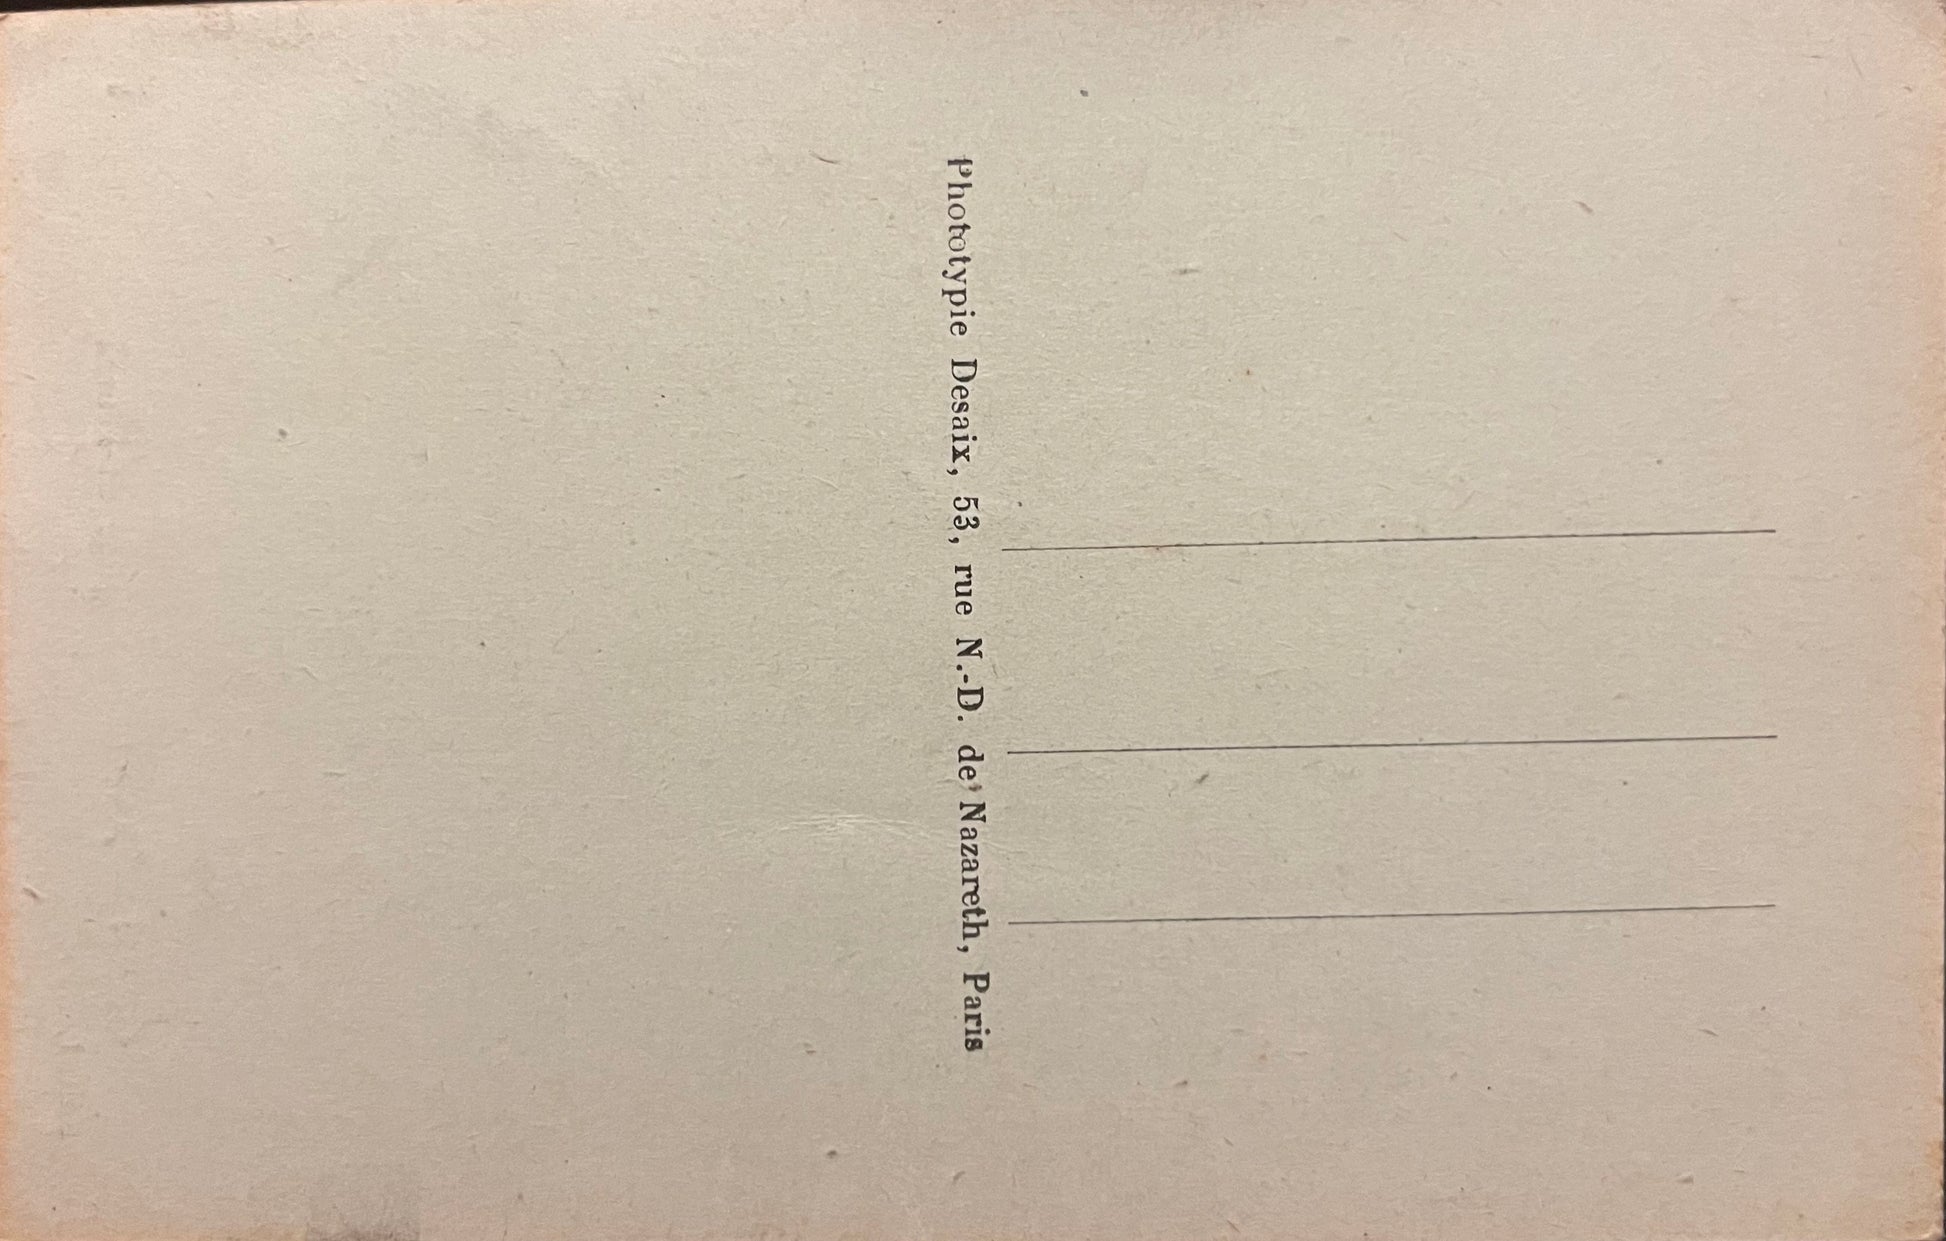 Phototypie Desaix, 53, rue N.-D. de Nazareth, Paris